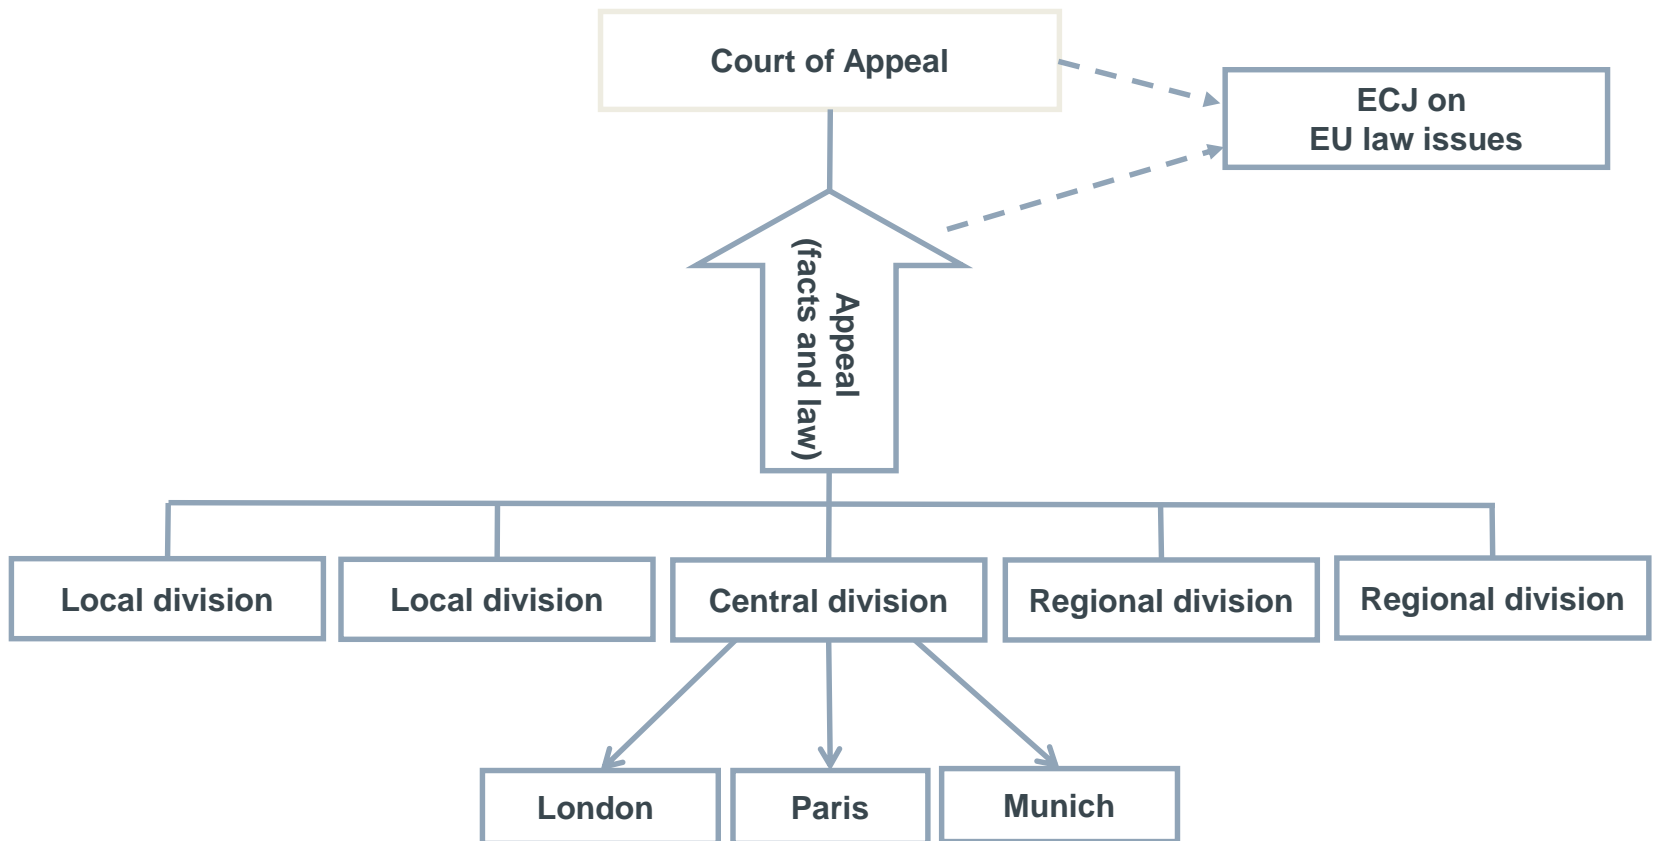 Court of Appeal
ECJ on
EU law issues
Appeal
(facts and law)
Local division
Local division
Central division
Regional division
Regional division
London
Paris
Munich